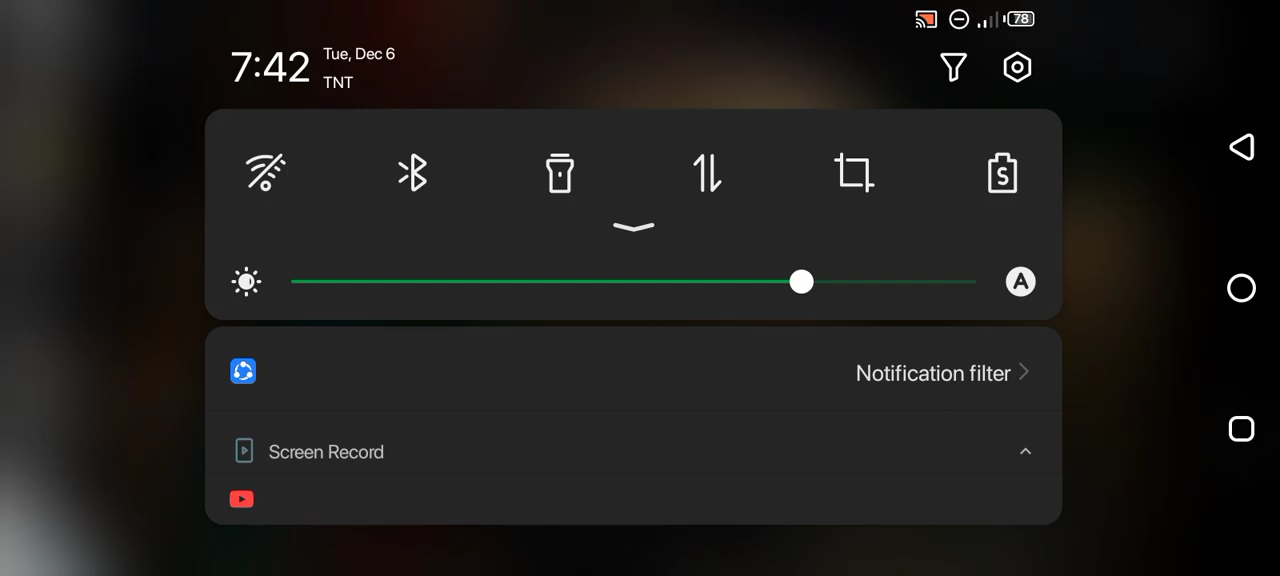 78
7:42
Tue, Dec 6
TNT
S
A
Notification filter
Screen Record